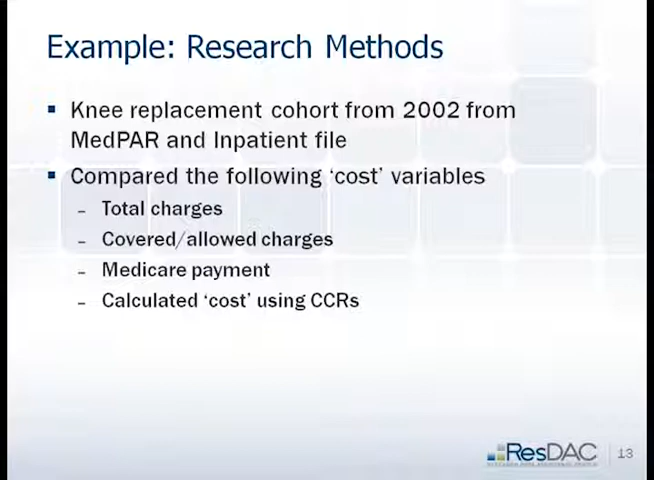 Example: Research Methods
▪ Knee replacement cohort from 2002 from
MedPAR and Inpatient file
▪ Compared the following ‘cost’ variables
– Total charges
– Covered/allowed charges
– Medicare payment
– Calculated ‘cost’ using CCRs
ResDAC
13